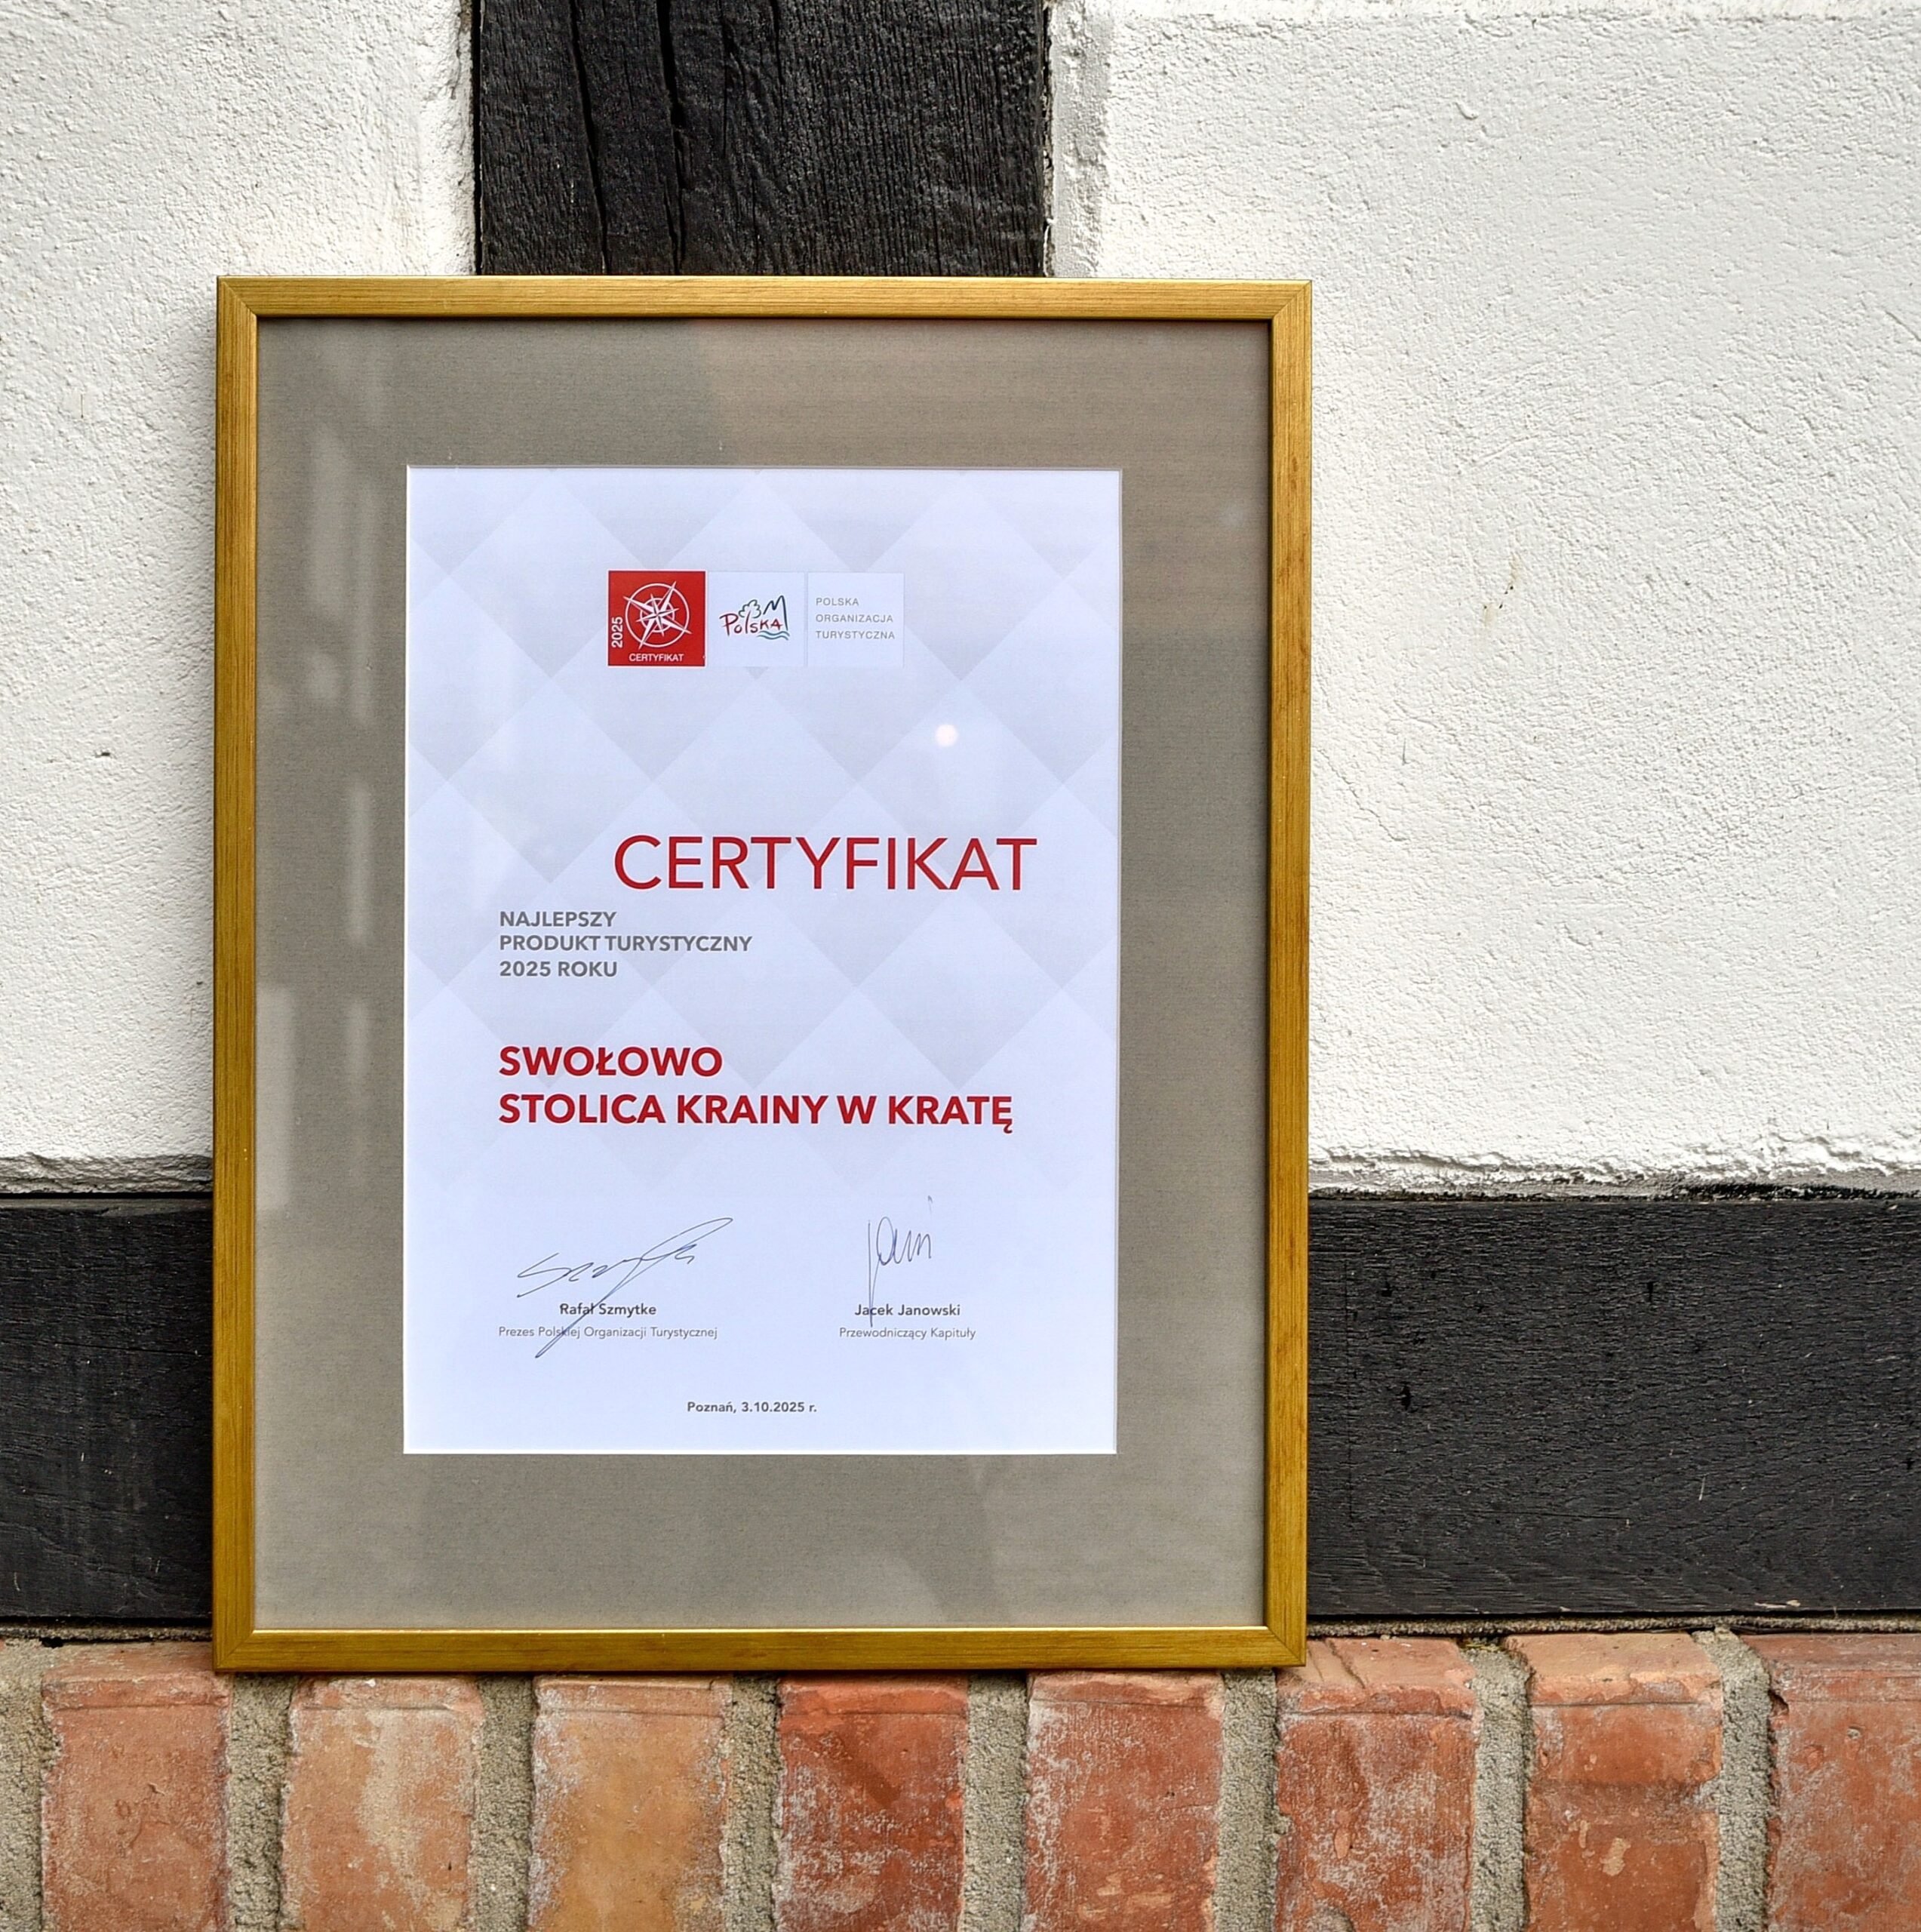 2025
CERTYFIKAT
POLSKA
POLSKA
ORGANIZACJA
TURYSTYCZNA
CERTYFIKAT
NAJLEPSZY
PRODUKT TURYSTYCZNY
2025 ROKU
SWOŁOWO
STOLICA KRAINY W KRATĘ
Rafał Szmytke
Prezes Polskiej Organizacji Turystycznej
Jacek Janowski
Przewodniczący Kapituły
Poznań, 3.10.2025 r.